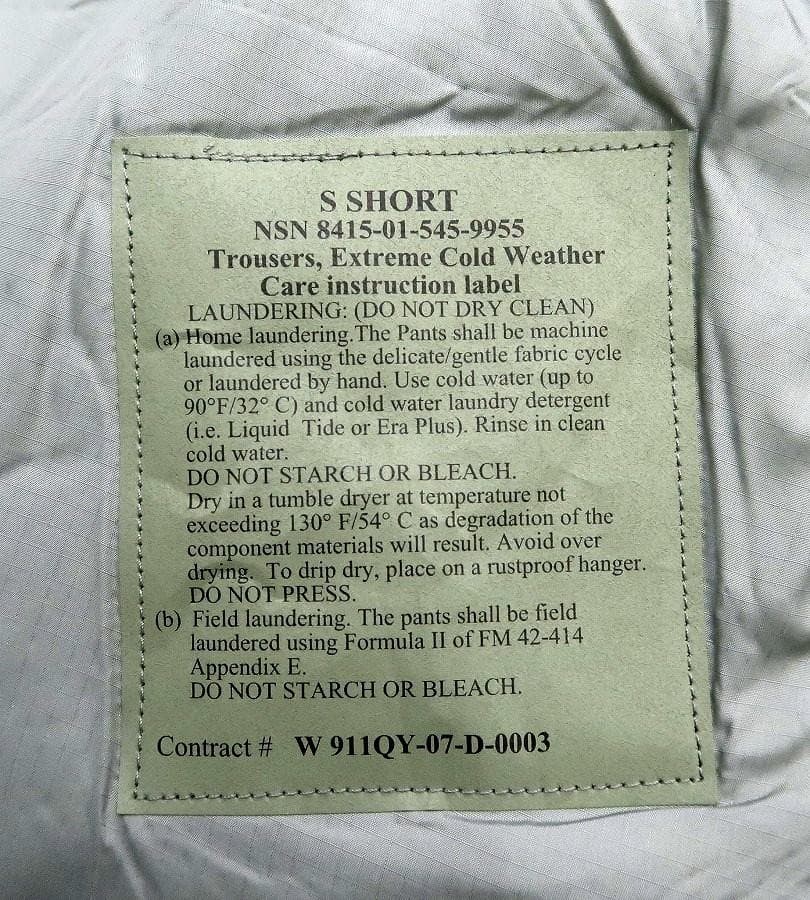 S SHORT
NSN 8415-01-545-9955
Trousers, Extreme Cold Weather
Care instruction label
LAUNDERING: (DO NOT DRY CLEAN)
(a) Home laundering.The Pants shall be machine
laundered using the delicate/gentle fabric cycle
or laundered by hand. Use cold water (up to
90°F/32° C) and cold water laundry detergent
(i.e. Liquid Tide or Era Plus). Rinse in clean
cold water.
DO NOT STARCH OR BLEACH.
Dry in a tumble dryer at temperature not
exceeding 130° F/54° C as degradation of the
component materials will result. Avoid over
drying. To drip dry, place on a rustproof hanger.
DO NOT PRESS.
(b) Field laundering. The pants shall be field
laundered using Formula II of FM 42-414
Appendix E.
DO NOT STARCH OR BLEACH.
Contract # W 911QY-07-D-0003